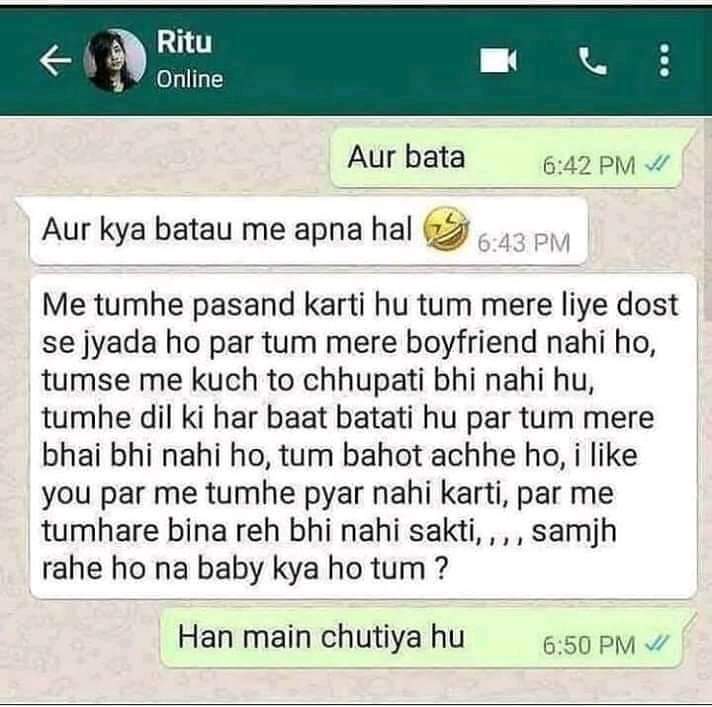 Ritu
Online
Aur bata
6:42 PM
Aur kya batau me apna hal 🤣
6:43 PM
Me tumhe pasand karti hu tum mere liye dost
se jyada ho par tum mere boyfriend nahi ho,
tumse me kuch to chhupati bhi nahi hu,
tumhe dil ki har baat batati hu par tum mere
bhai bhi nahi ho, tum bahot achhe ho, i like
you par me tumhe pyar nahi karti, par me
tumhare bina reh bhi nahi sakti, , , , samjh
rahe ho na baby kya ho tum ?
Han main chutiya hu
6:50 PM